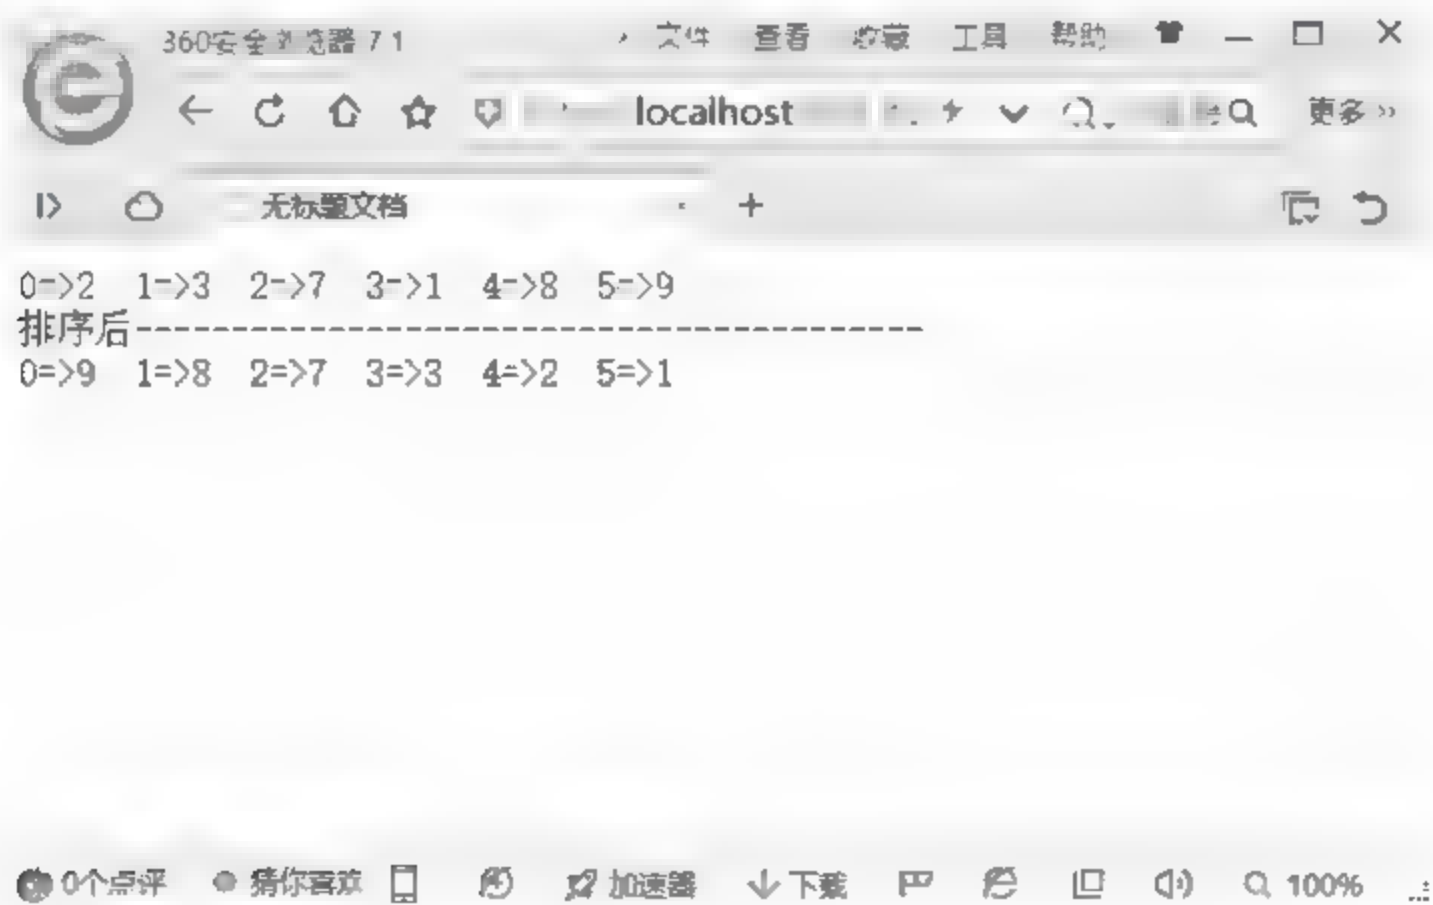 360安全浏览器 7 1 文件 查看 收藏 工具 帮助
localhost 更多 »
无标题文档 +
0->2 1->3 2->7 3->1 4->8 5->9
排序后-----------------------------------------
0=>9 1=>8 2=>7 3=>3 4=>2 5=>1
0个点评 猜你喜欢 加速器 下载 100%